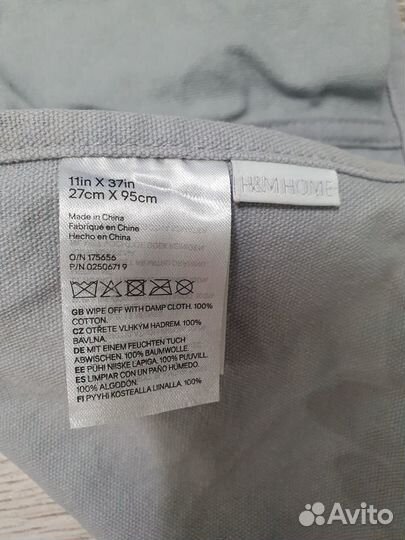 11in X 37in
27cm X 95cm
Made in China
Fabriqué en Chine
Hecho en China
O/N 175656
P/N 02506719
GB WIPE OFF WITH DAMP CLOTH. 100%
COTTON.
CZ OTŘETE VLHKÝM HADREM. 100%
BAVLNA.
DE MIT EINEM FEUCHTEN TUCH
ABWISCHEN. 100% BAUMWOLLE.
EE PÜHI NIISKE LAPIGA. 100% PUUVILL.
ES LIMPIAR CON UN PAÑO HÚMEDO.
100% ALGODÓN.
FI PYYHI KOSTEALLA LIINALLA. 100%
H&M HOME
Avito